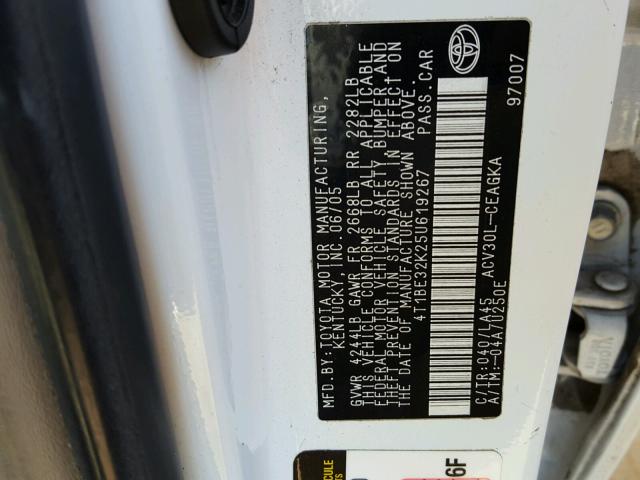 MFD. BY: TOYOTA MOTOR MANUFACTURING,
KENTUCKY, INC. 06/05
GVWR 4244LB GAWR FR 2668LB RR 2282LB
THIS VEHICLE CONFORMS TO ALL APPLICABLE
FEDERAL MOTOR VEHICLE SAFETY, BUMPER, AND
THEFT PREVENTION STANDARDS IN EFFECT ON
THE DATE OF MANUFACTURE SHOWN ABOVE.
4T1BE32K25U619267 PASS. CAR
C/TR: 040/LA45 ACV30L-CEAGKA
A/TM: -04A/U250E
97007
6F